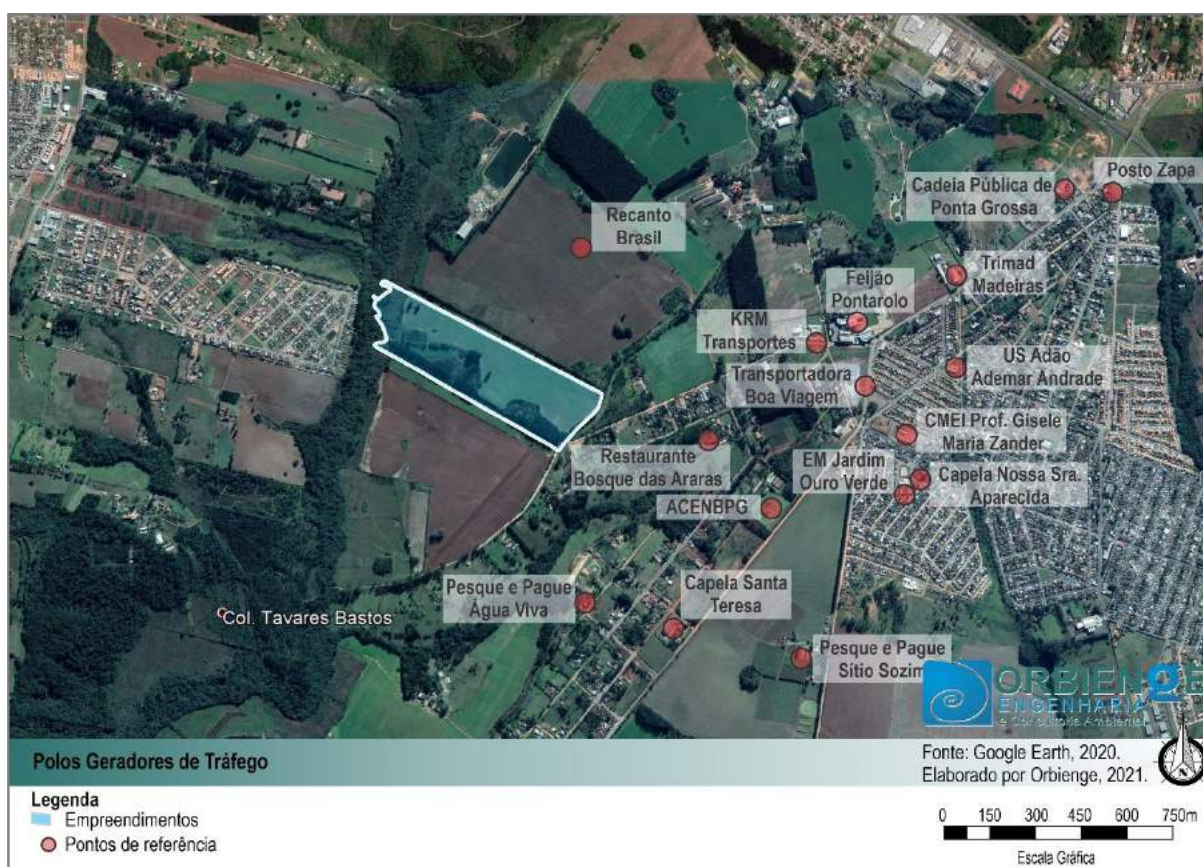 Posto Zapa
Cadeia Pública de
Ponta Grossa
Recanto
Brasil
Trimad
Madeiras
Feijão
Pontarolo
KRM
Transportes
US Adão
Ademar Andrade
Transportadora
Boa Viagem
CMEI Prof. Gisele
Maria Zander
Restaurante
Bosque das Araras
EM Jardim
Ouro Verde
Capela Nossa Sra.
Aparecida
ACENBPG
Pesque e Pague
Água Viva
Capela Santa
Teresa
Col. Tavares Bastos
Pesque e Pague
Sítio Sozim
ORBIENGE
ENGENHARIA
e Consultoria Ambiental
Polos Geradores de Tráfego
Fonte: Google Earth, 2020.
Elaborado por Orbienge, 2021.
Legenda
Empreendimentos
Pontos de referência
0 150 300 450 600 750m
Escala Gráfica